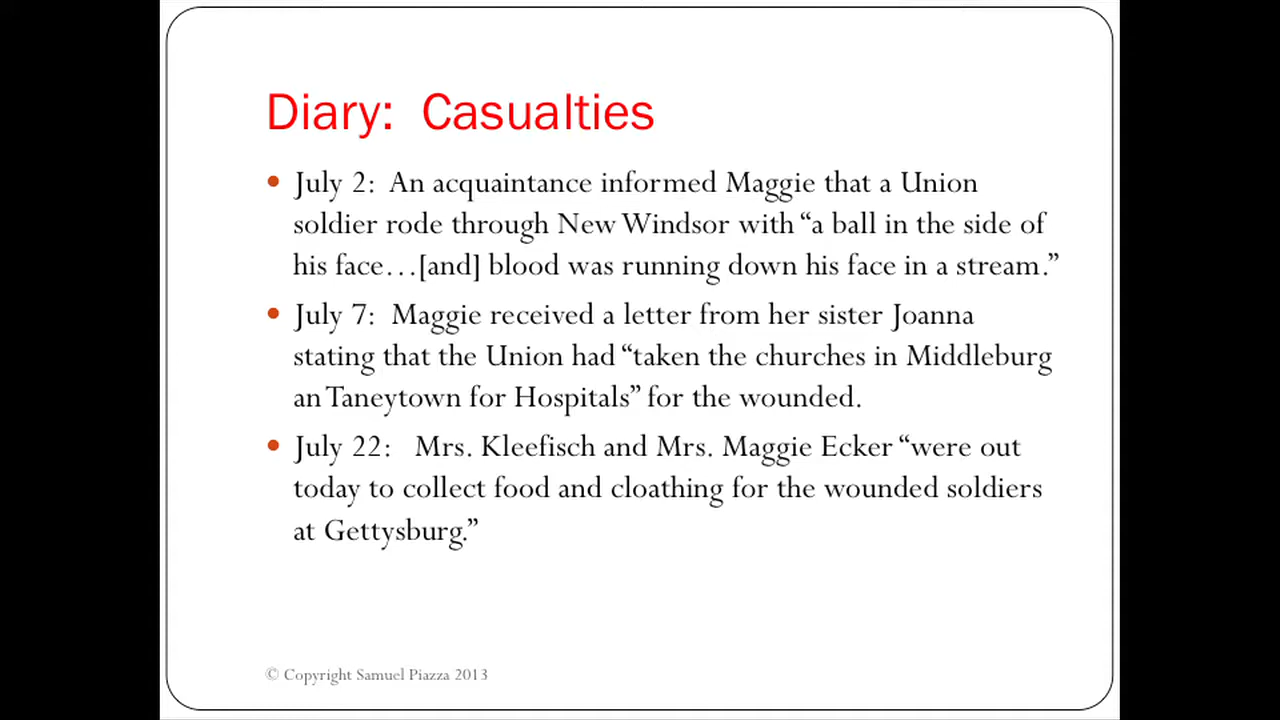 Diary: Casualties
• July 2: An acquaintance informed Maggie that a Union
soldier rode through New Windsor with “a ball in the side of
his face…[and] blood was running down his face in a stream.”
• July 7: Maggie received a letter from her sister Joanna
stating that the Union had “taken the churches in Middleburg
an Taneytown for Hospitals” for the wounded.
• July 22: Mrs. Kleefisch and Mrs. Maggie Ecker “were out
today to collect food and cloathing for the wounded soldiers
at Gettysburg.”
© Copyright Samuel Piazza 2013